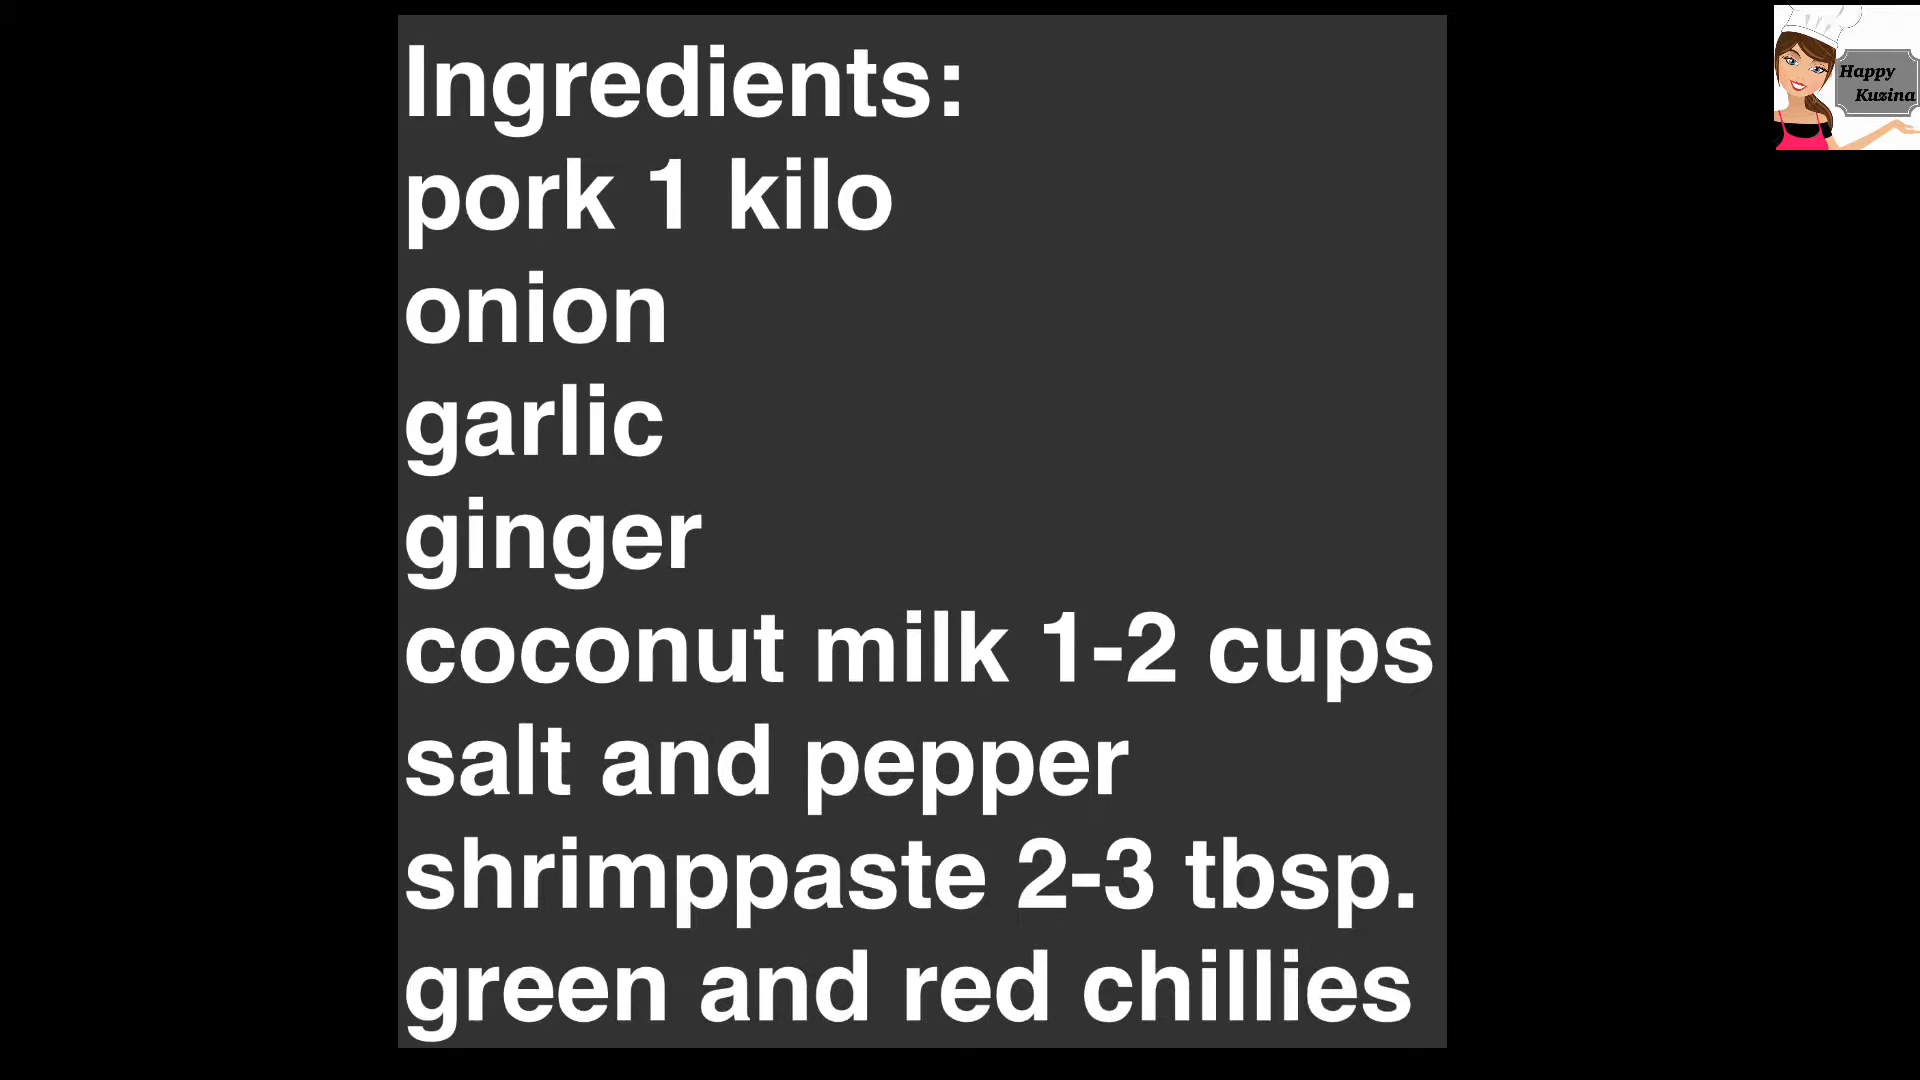 Ingredients:
pork 1 kilo
onion
garlic
ginger
coconut milk 1-2 cups
salt and pepper
shrimppaste 2-3 tbsp.
green and red chillies
Happy
Kuzina